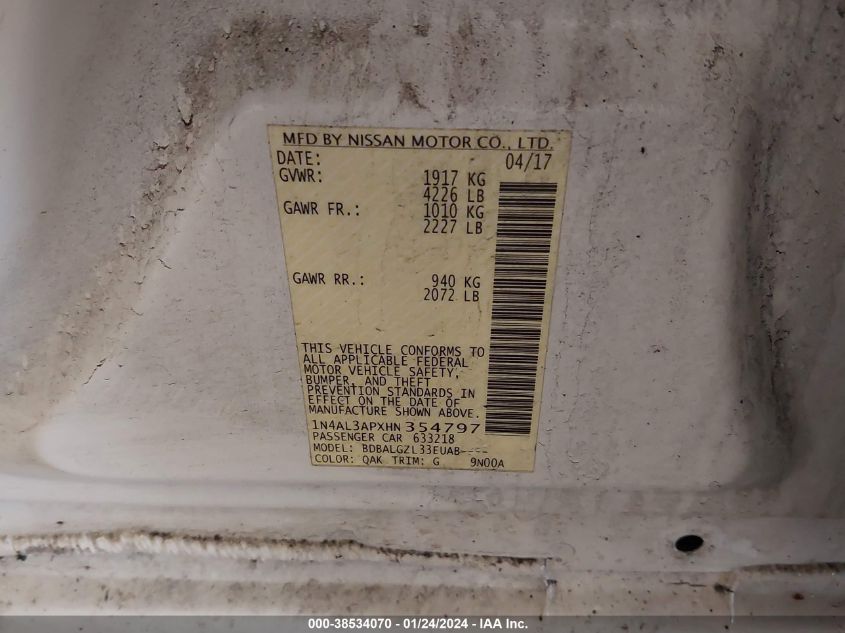 MFD BY NISSAN MOTOR CO., LTD.
DATE: 04/17
GVWR: 1917 KG
4226 LB
GAWR FR.: 1010 KG
2227 LB
GAWR RR.: 940 KG
2072 LB
THIS VEHICLE CONFORMS TO
ALL APPLICABLE FEDERAL
MOTOR VEHICLE SAFETY,
BUMPER, AND THEFT
PREVENTION STANDARDS IN
EFFECT ON THE DATE OF
MANUFACTURE SHOWN ABOVE.
1N4AL3APXHN354797
PASSENGER CAR 633218
MODEL: BDBALGZL33EUAB----
COLOR: QAK TRIM: G 9N00A
000-38534070 - 01/24/2024 - IAA Inc.